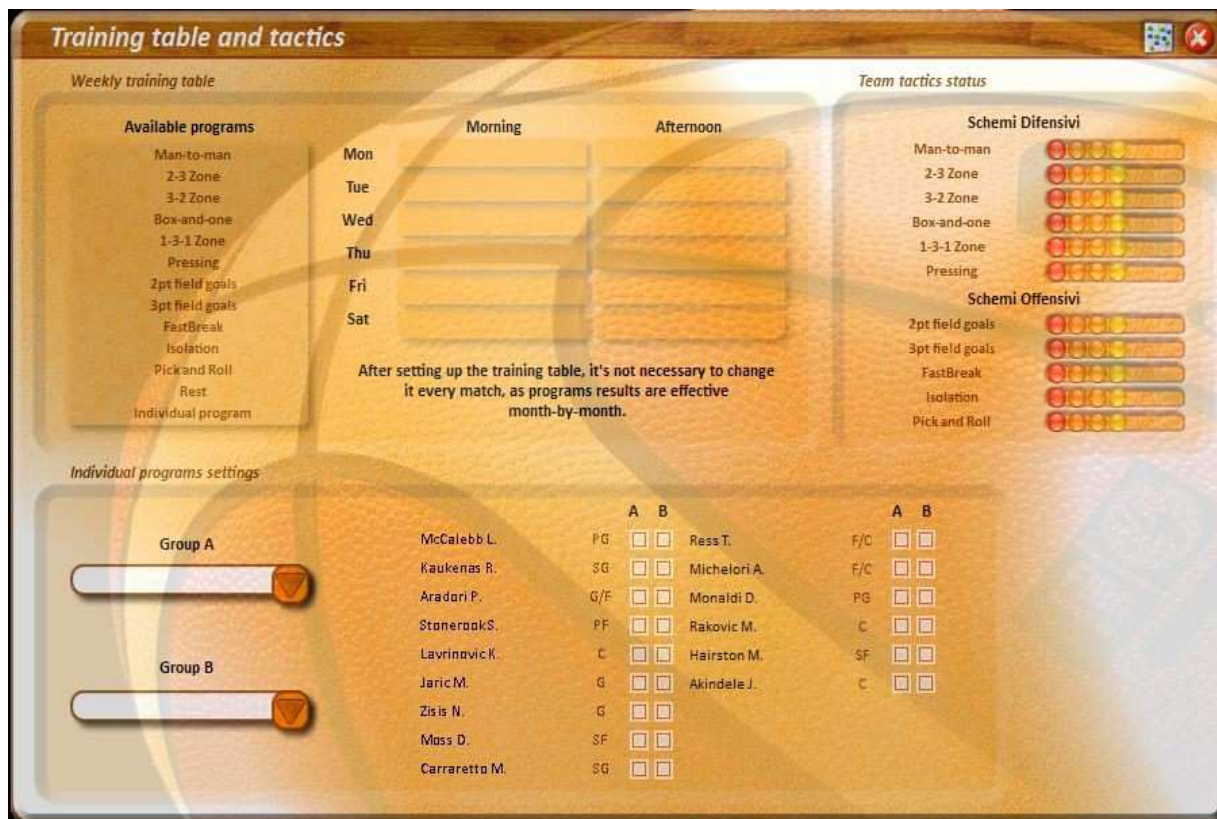 Training table and tactics
Weekly training table
Available programs
Man-to-man
2-3 Zone
3-2 Zone
Box-and-one
1-3-1 Zone
Pressing
2pt field goals
3pt field goals
FastBreak
Isolation
Pick and Roll
Rest
Individual program
Morning Afternoon
Mon
Tue
Wed
Thu
Fri
Sat
After setting up the training table, it's not necessary to change
it every match, as programs results are effective
month-by-month.
Team tactics status
Schemi Difensivi
Man-to-man
2-3 Zone
3-2 Zone
Box-and-one
1-3-1 Zone
Pressing
Schemi Offensivi
2pt field goals
3pt field goals
FastBreak
Isolation
Pick and Roll
Individual programs settings
Group A
Group B
A B
McCalebb L. PG
Kaukenas R. SG
Aradori P. G/F
Stonerook S. PF
Lavrinovic K. C
Jaric M. G
Zisis N. G
Moss D. SF
Carraretto M. SG
A B
Ress T. F/C
Michelori A. F/C
Monaldi D. PG
Rakovic M. C
Hairston M. SF
Akindele J. C